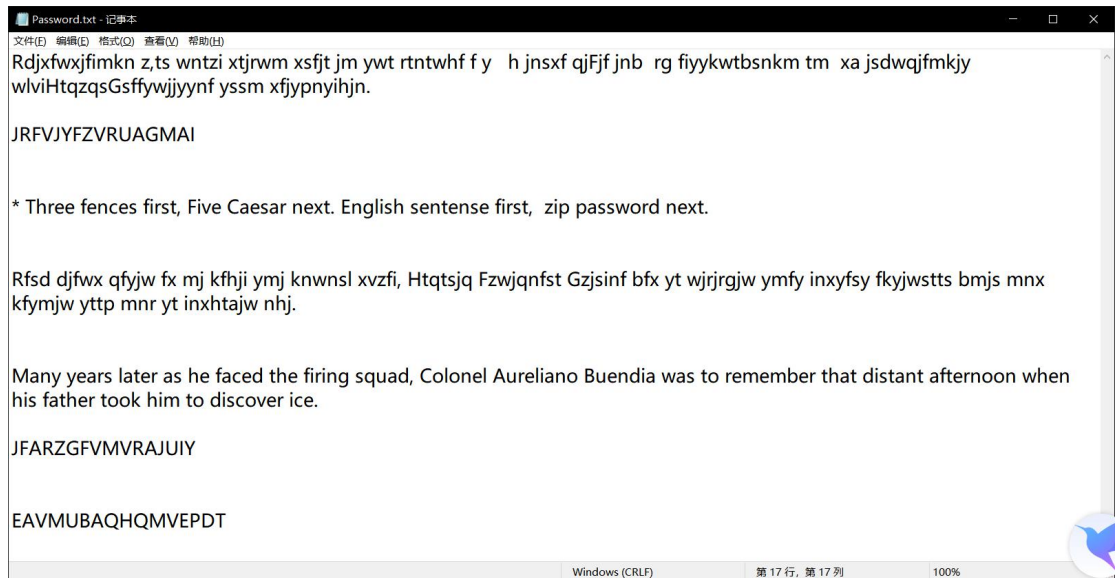 Password.txt - 记事本
文件(F) 编辑(E) 格式(O) 查看(V) 帮助(H)
Rdjxfwxjfimkn z,ts wntzi xtjrwm xsfjt jm ywt rtntwhf f y   h jnsxf qjFjf jnb  rg fiyykwtbsnkm tm  xa jsdwqjfmkjy
wlviHtqzqsGsffywjjyynf yssm xfjypnyihjn.
JRFVJYFZVRUAGMAI
* Three fences first, Five Caesar next. English sentense first,  zip password next.
Rfsd djfwx qfyjw fx mj kfhji ymj knwnsl xvzfi, Htqtsjq Fzwjqnfst Gzjsinf bfx yt wjrjrgjw ymfy inxyfsy fkyjwstts bmjs mnx
kfymjw yttp mnr yt inxhtajw nhj.
Many years later as he faced the firing squad, Colonel Aureliano Buendia was to remember that distant afternoon when
his father took him to discover ice.
JFARZGFVMVRAJUIY
EAVMUBAQHQMVEPDT
Windows (CRLF)
第 17 行，第 17 列
100%